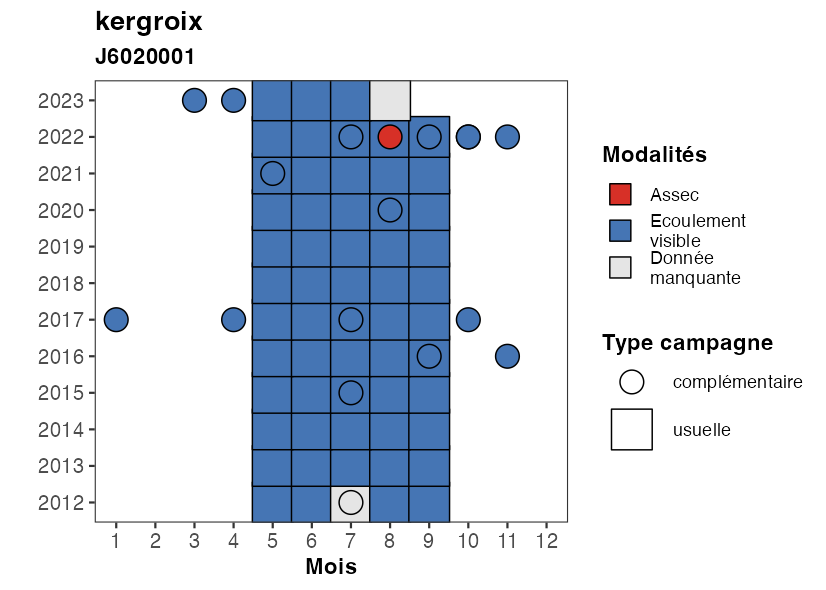 kergroix
J6020001
2023
2022
2021
2020
2019
2018
2017
2016
2015
2014
2013
2012
1 2 3 4 5 6 7 8 9 10 11 12
Mois
Modalités
Assec
Ecoulement
visible
Donnée
manquante
Type campagne
complémentaire
usuelle